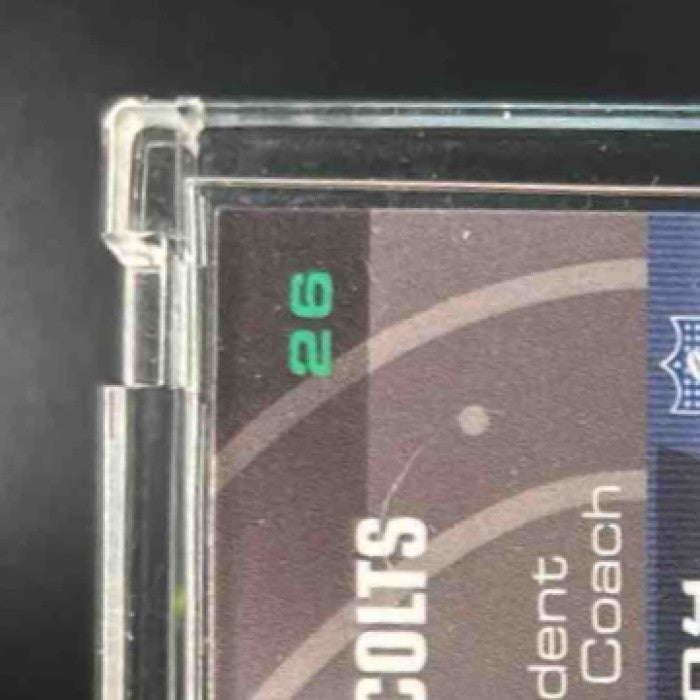 26
COLTS
dent
Coach